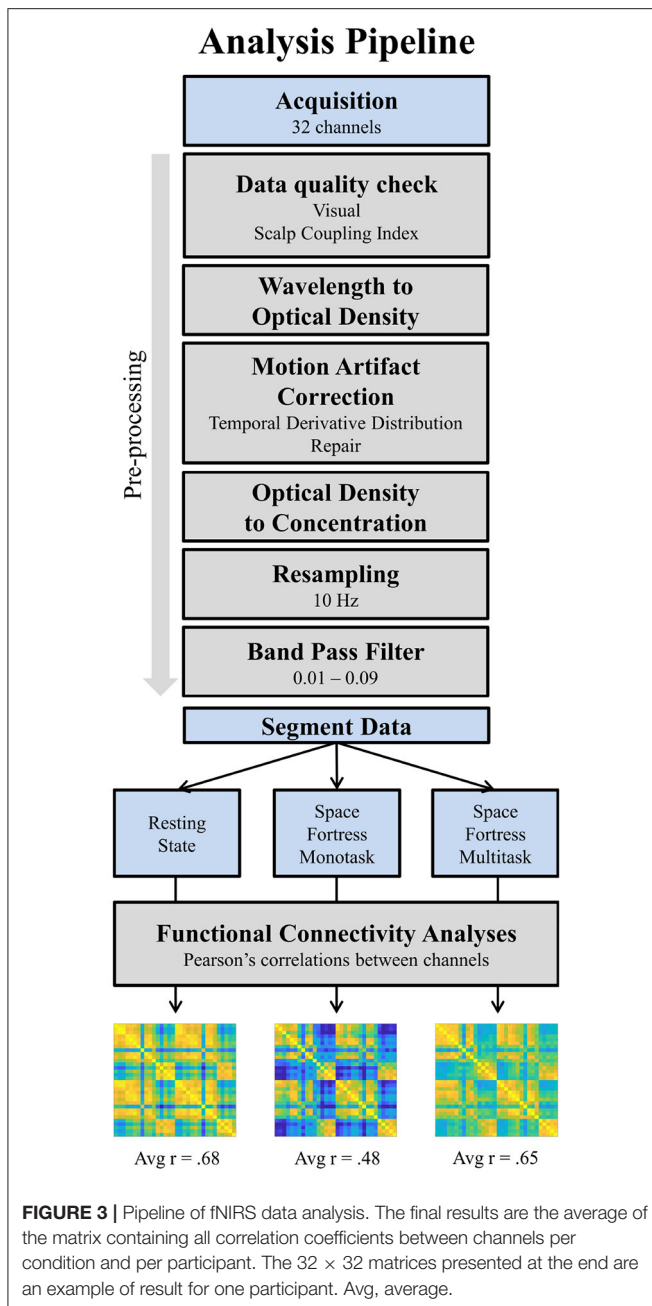 Analysis Pipeline
Acquisition
32 channels
Pre-processing
Data quality check
Visual
Scalp Coupling Index
Wavelength to
Optical Density
Motion Artifact
Correction
Temporal Derivative Distribution
Repair
Optical Density
to Concentration
Resampling
10 Hz
Band Pass Filter
0.01 – 0.09
Segment Data
Resting
State
Space
Fortress
Monotask
Space
Fortress
Multitask
Functional Connectivity Analyses
Pearson's correlations between channels
Avg r = .68
Avg r = .48
Avg r = .65
FIGURE 3 | Pipeline of fNIRS data analysis. The final results are the average of
the matrix containing all correlation coefficients between channels per
condition and per participant. The 32 × 32 matrices presented at the end are
an example of result for one participant. Avg, average.